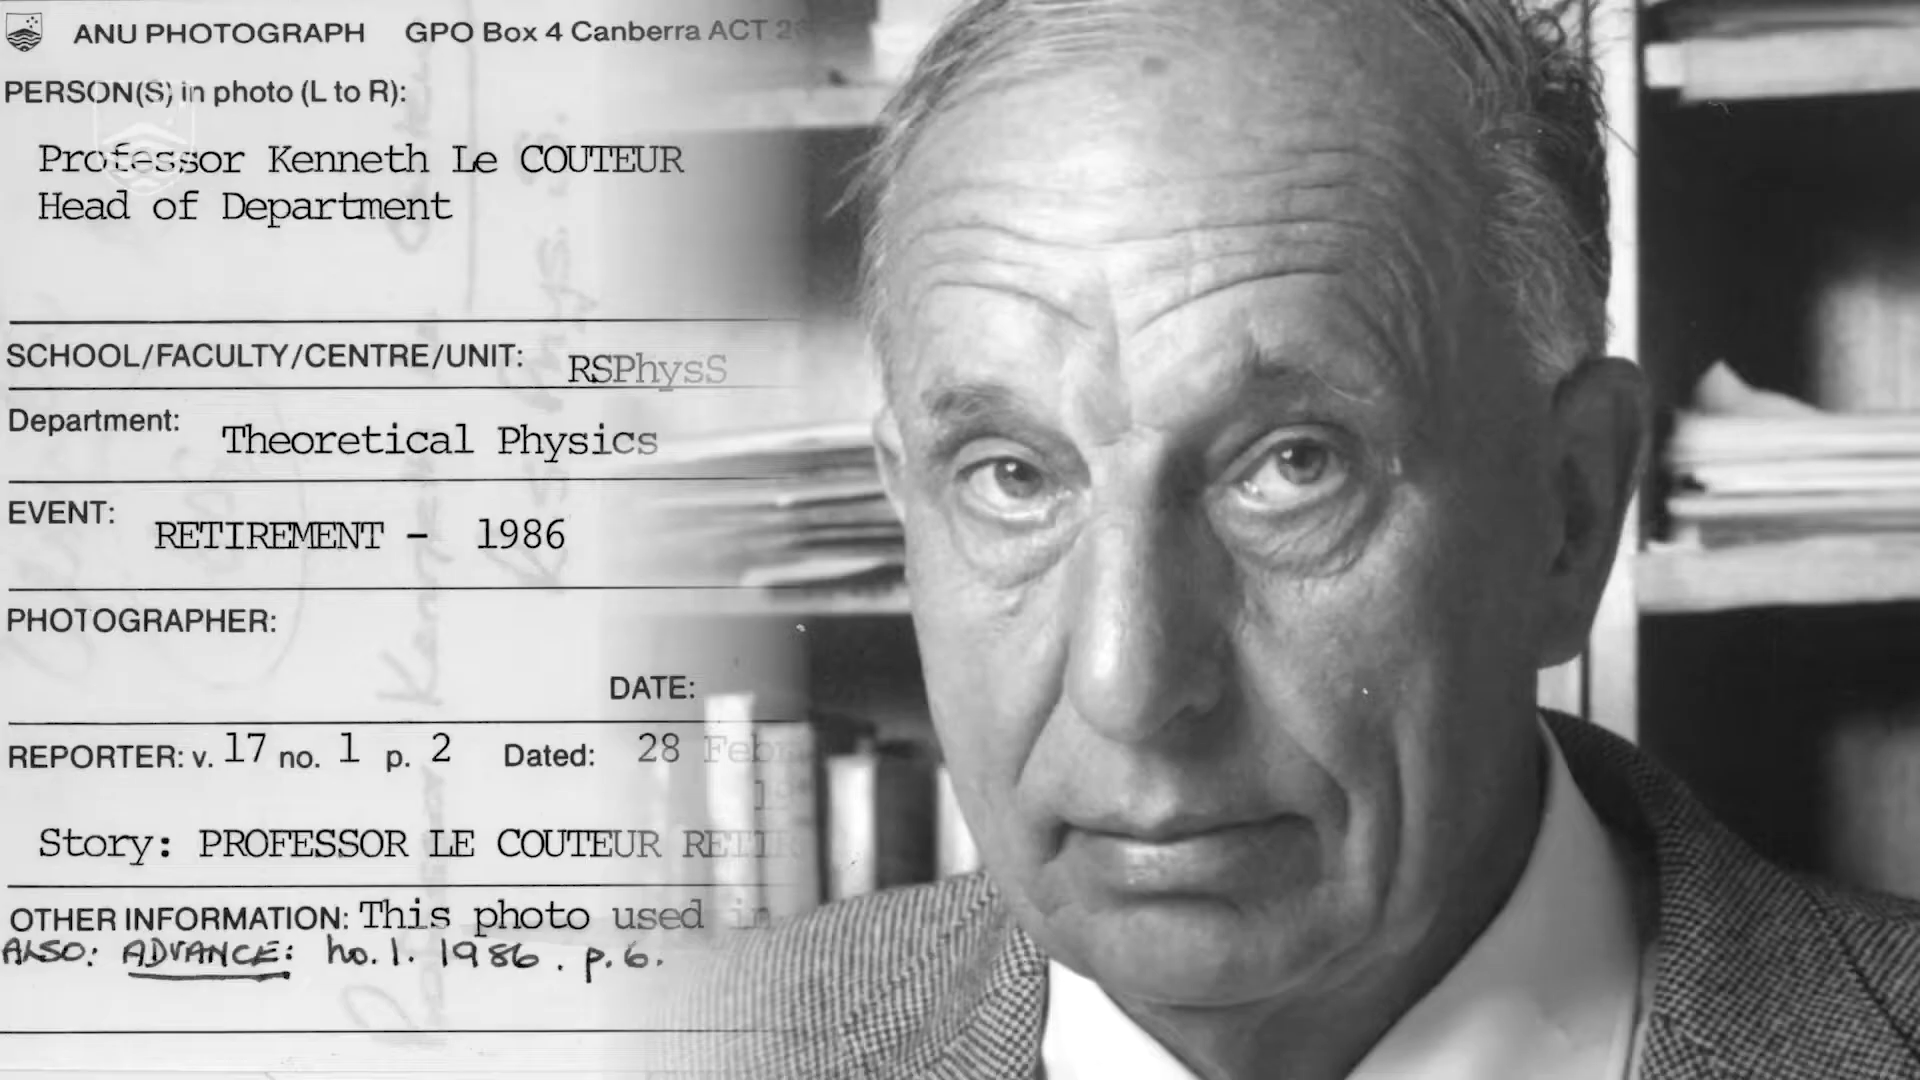 ANU PHOTOGRAPH GPO Box 4 Canberra ACT
PERSON(S) in photo (L to R):
Professor Kenneth Le COUTEUR
Head of Department
SCHOOL/FACULTY/CENTRE/UNIT: RSPhysS
Department: Theoretical Physics
EVENT: RETIREMENT - 1986
PHOTOGRAPHER:
DATE:
REPORTER: v. 17 no. 1 p. 2 Dated: 28
Story: PROFESSOR LE COUTEUR
OTHER INFORMATION: This photo used in
ALSO: ADVANCE: no. 1. 1986. p. 6.